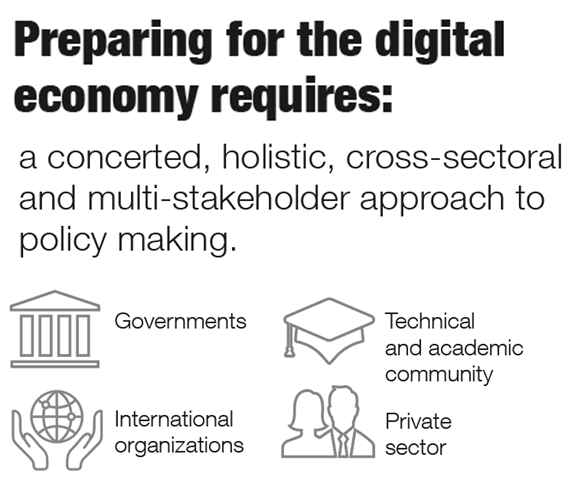 Preparing for the digital
economy requires:
a concerted, holistic, cross-sectoral
and multi-stakeholder approach to
policy making.
Governments
Technical
and academic
community
International
organizations
Private
sector